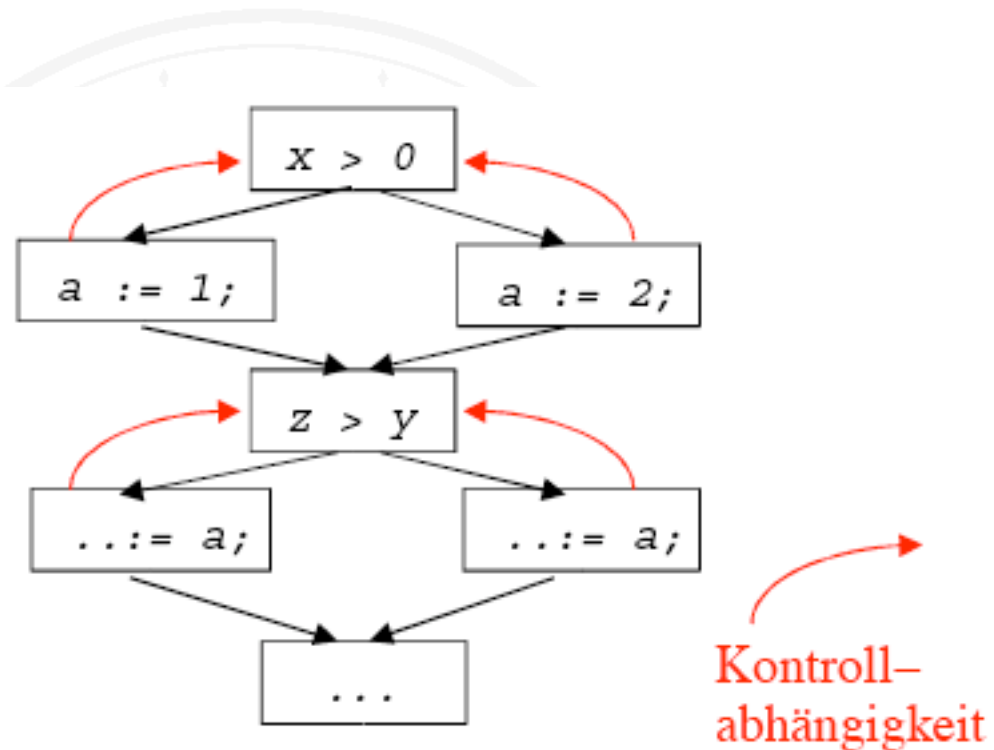 x > 0
a := 1;
a := 2;
z > y
..:= a;
..:= a;
...
Kontroll–
abhängigkeit